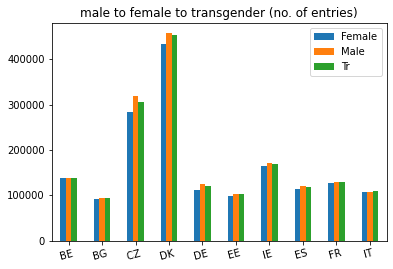 male to female to transgender (no. of entries)
Female
Male
Tr
400000
300000
200000
100000
0
BE BG CZ DK DE EE IE ES FR IT